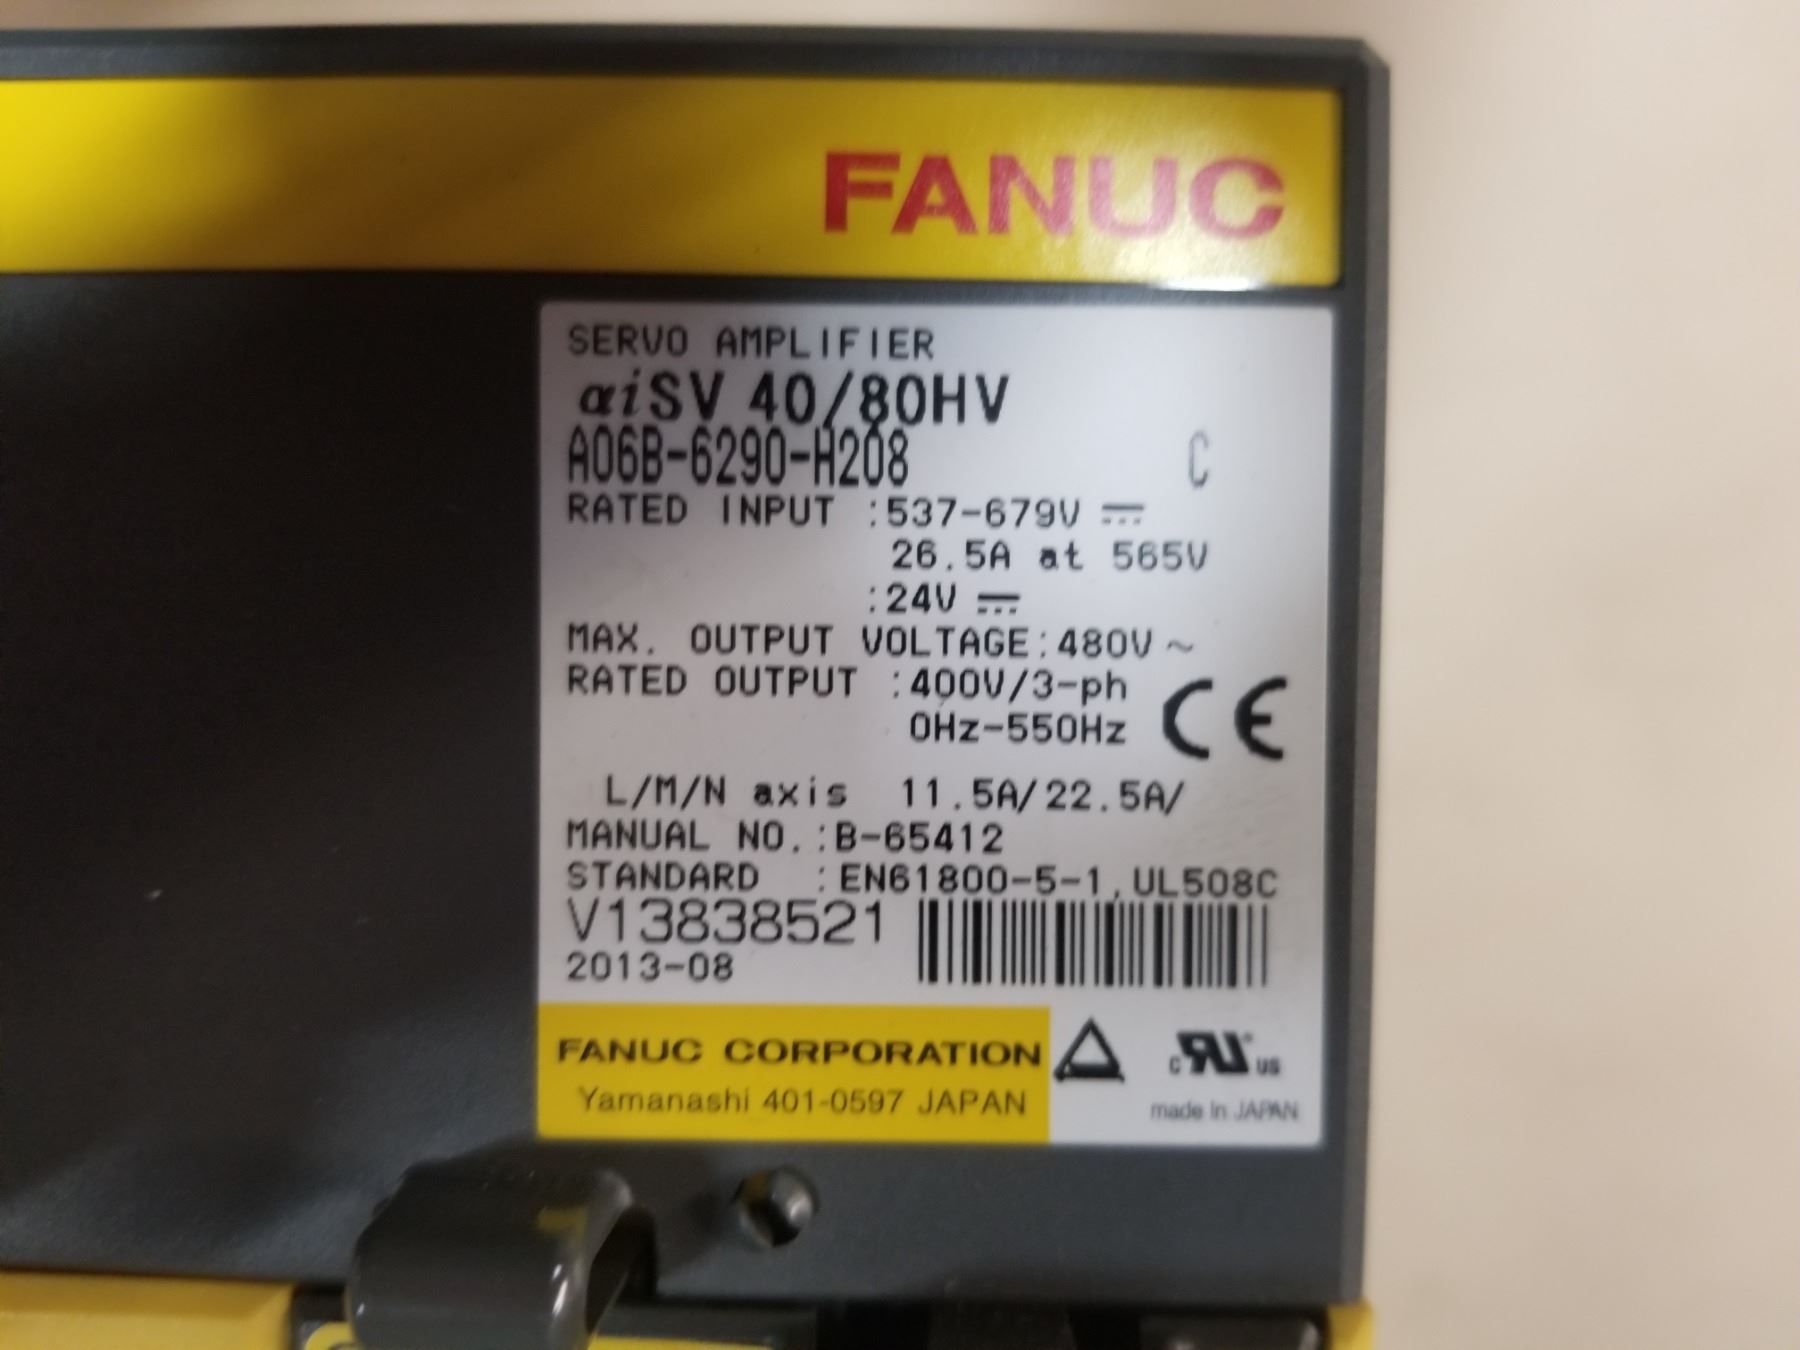 FANUC
SERVO AMPLIFIER
αiSV 40/80HV
A06B-6290-H208 C
RATED INPUT :537-679V ⎓
26.5A at 565V
:24V ⎓
MAX. OUTPUT VOLTAGE:480V ~
RATED OUTPUT :400V/3-ph
0Hz-550Hz
CE
L/M/N axis 11.5A/22.5A/
MANUAL NO.:B-65412
STANDARD :EN61800-5-1,UL508C
V13838521
2013-08
FANUC CORPORATION
Yamanashi 401-0597 JAPAN
c RU US
made in JAPAN